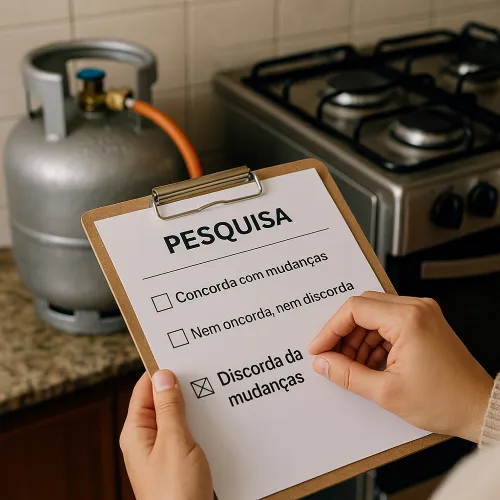 PESQUISA
Concorda com mudanças
Nem oncorda, nem discorda
Discorda da
mudanças